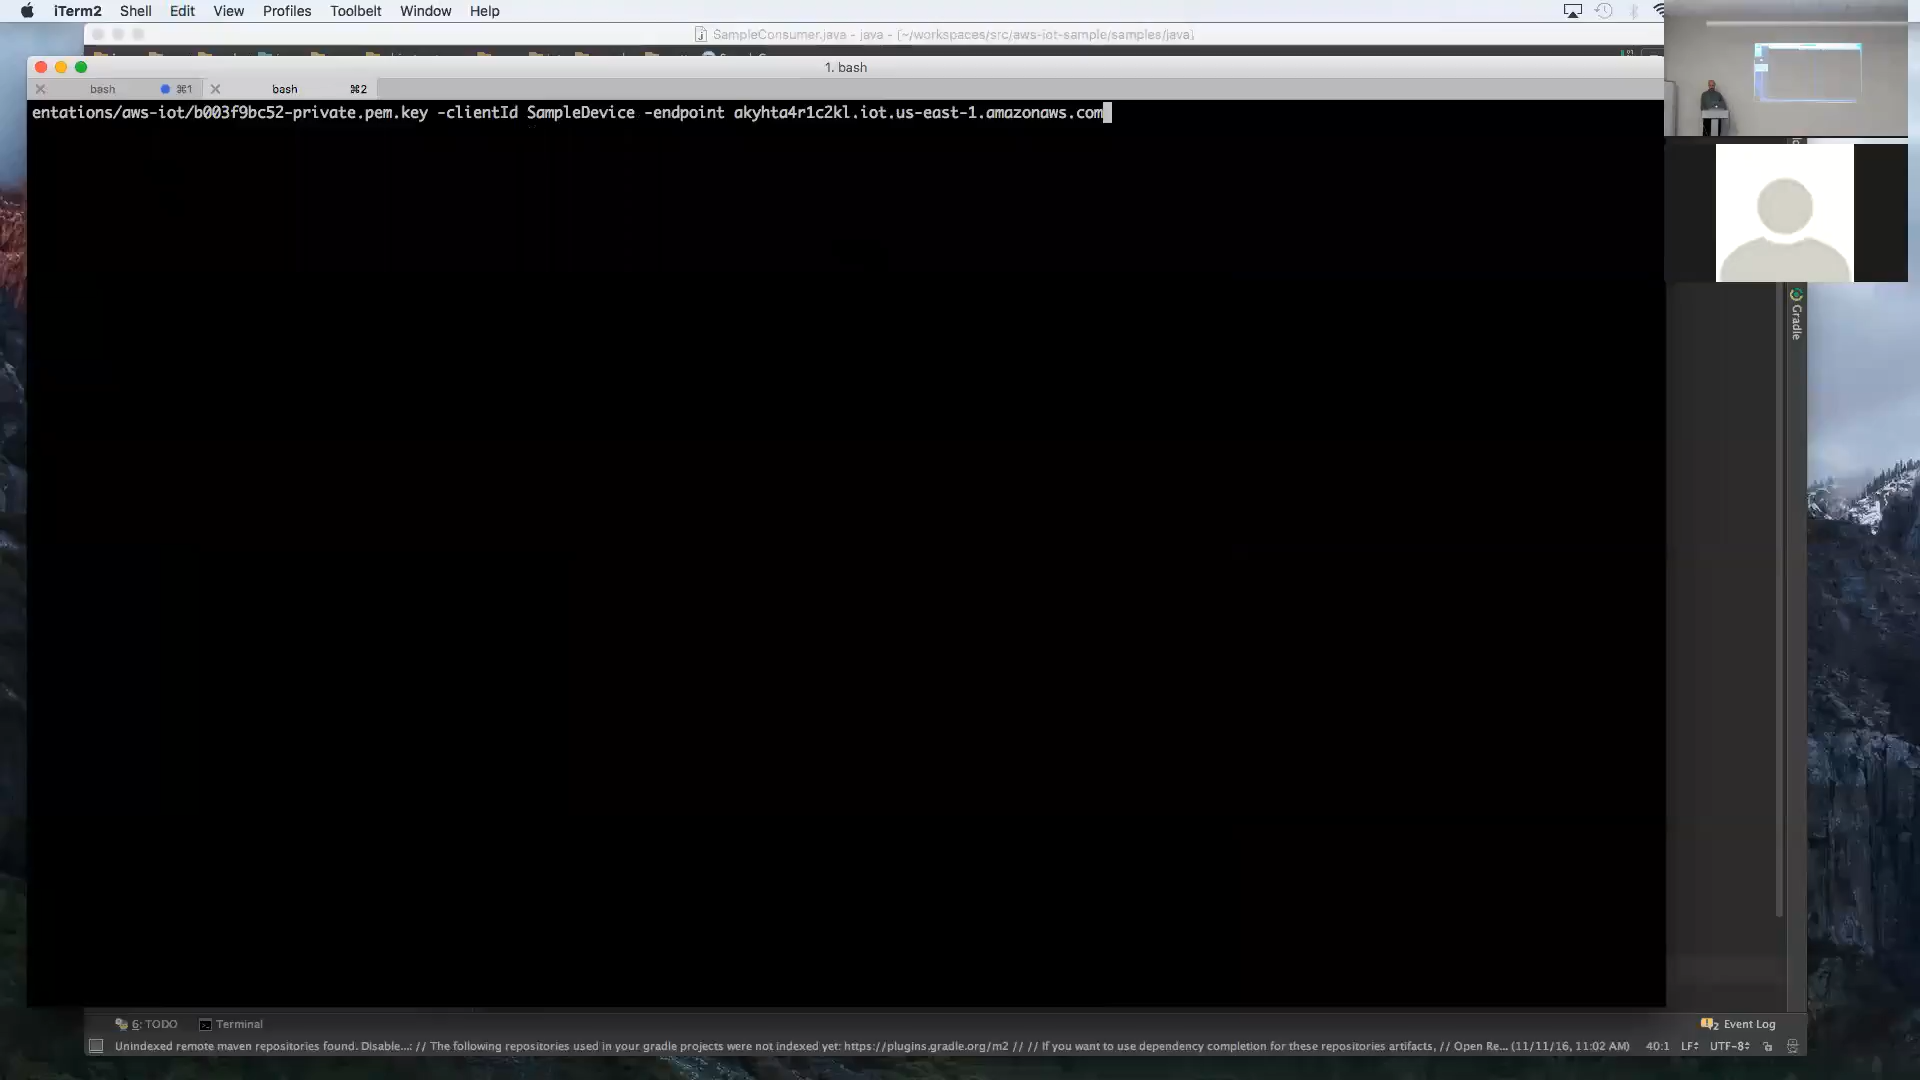 iTerm2 Shell Edit View Profiles Toolbelt Window Help
SampleConsumer.java - java - [~/workspaces/src/aws-iot-sample/samples/java]
1. bash
bash ⌘1 bash ⌘2
entations/aws-iot/b003f9bc52-private.pem.key -clientId SampleDevice -endpoint akyhta4r1c2kl.iot.us-east-1.amazonaws.com
Gradle
6: TODO Terminal Event Log
Unindexed remote maven repositories found. Disable...: // The following repositories used in your gradle projects were not indexed yet: https://plugins.gradle.org/m2 // // If you want to use dependency completion for these repositories artifacts, // Open Re... (11/11/16, 11:02 AM) 40:1 LF÷ UTF-8÷